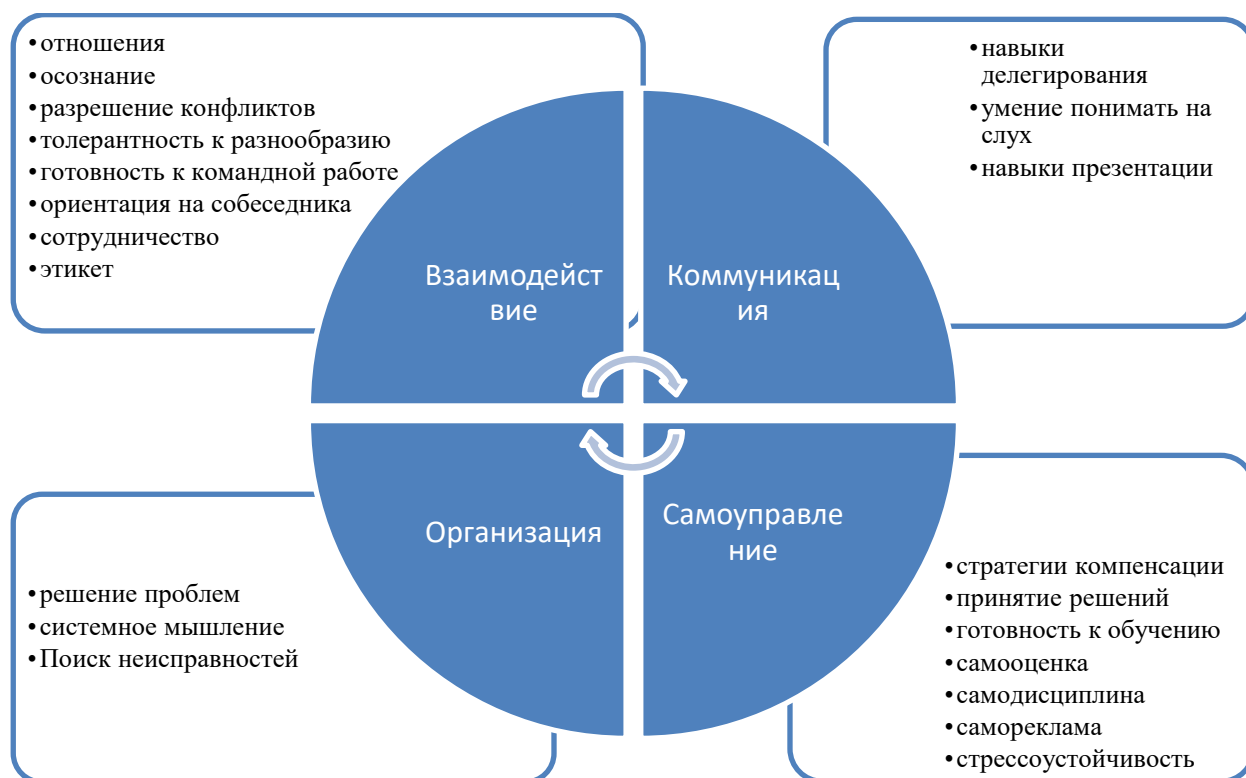 •отношения
•осознание
•разрешение конфликтов
•толерантность к разнообразию
•готовность к командной работе
•ориентация на собеседника
•сотрудничество
•этикет
•навыки
делегирования
•умение понимать на
слух
•навыки презентации
Взаимодейст
вие
Коммуникац
ия
Организация
Самоуправле
ние
•решение проблем
•системное мышление
•Поиск неисправностей
•стратегии компенсации
•принятие решений
•готовность к обучению
•самооценка
•самодисциплина
•самореклама
•стрессоустойчивость